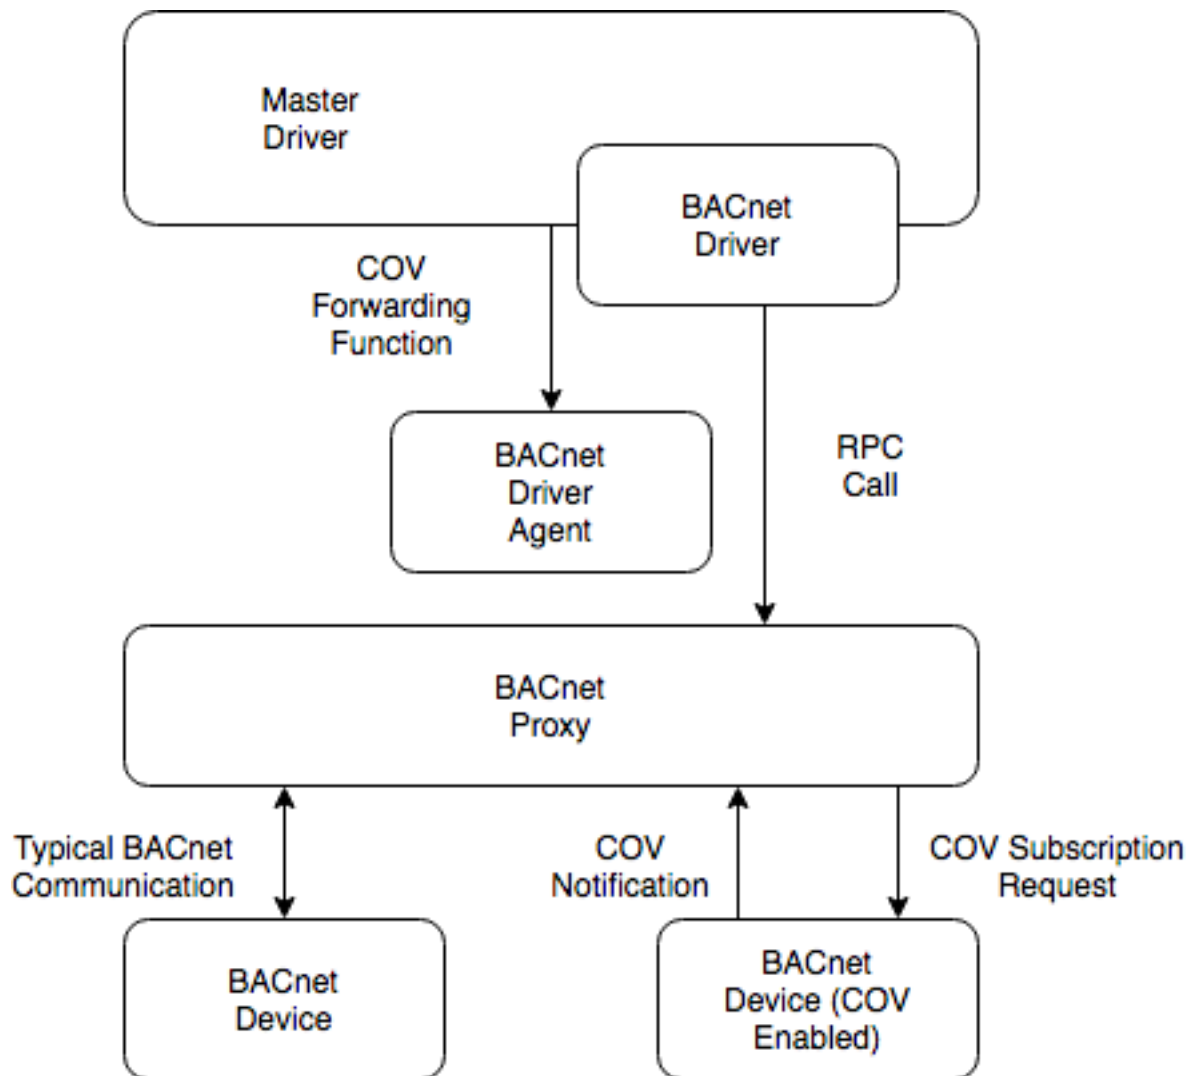 Master
Driver
BACnet
Driver
COV
Forwarding
Function
BACnet
Driver
Agent
RPC
Call
BACnet
Proxy
Typical BACnet
Communication
COV
Notification
COV Subscription
Request
BACnet
Device
BACnet
Device (COV
Enabled)